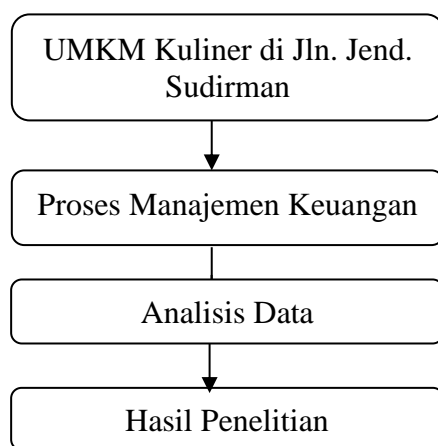 UMKM Kuliner di Jln. Jend.
Sudirman
Proses Manajemen Keuangan
Analisis Data
Hasil Penelitian